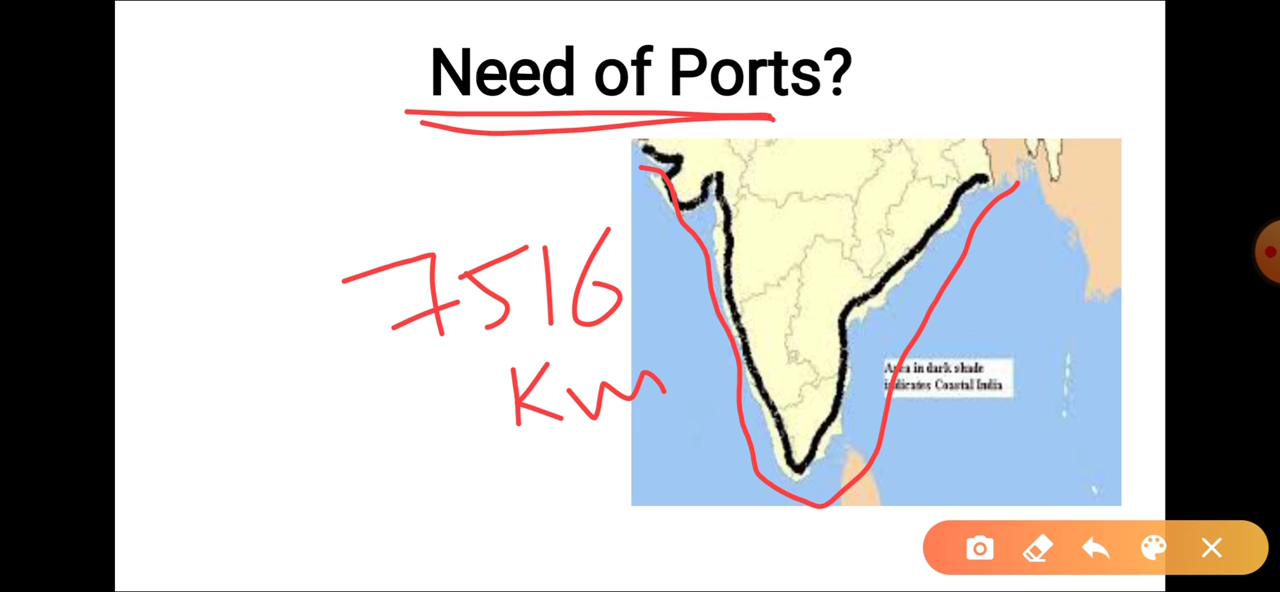 Need of Ports?
7516
Km
Area in dark shade
indicates Coastal India